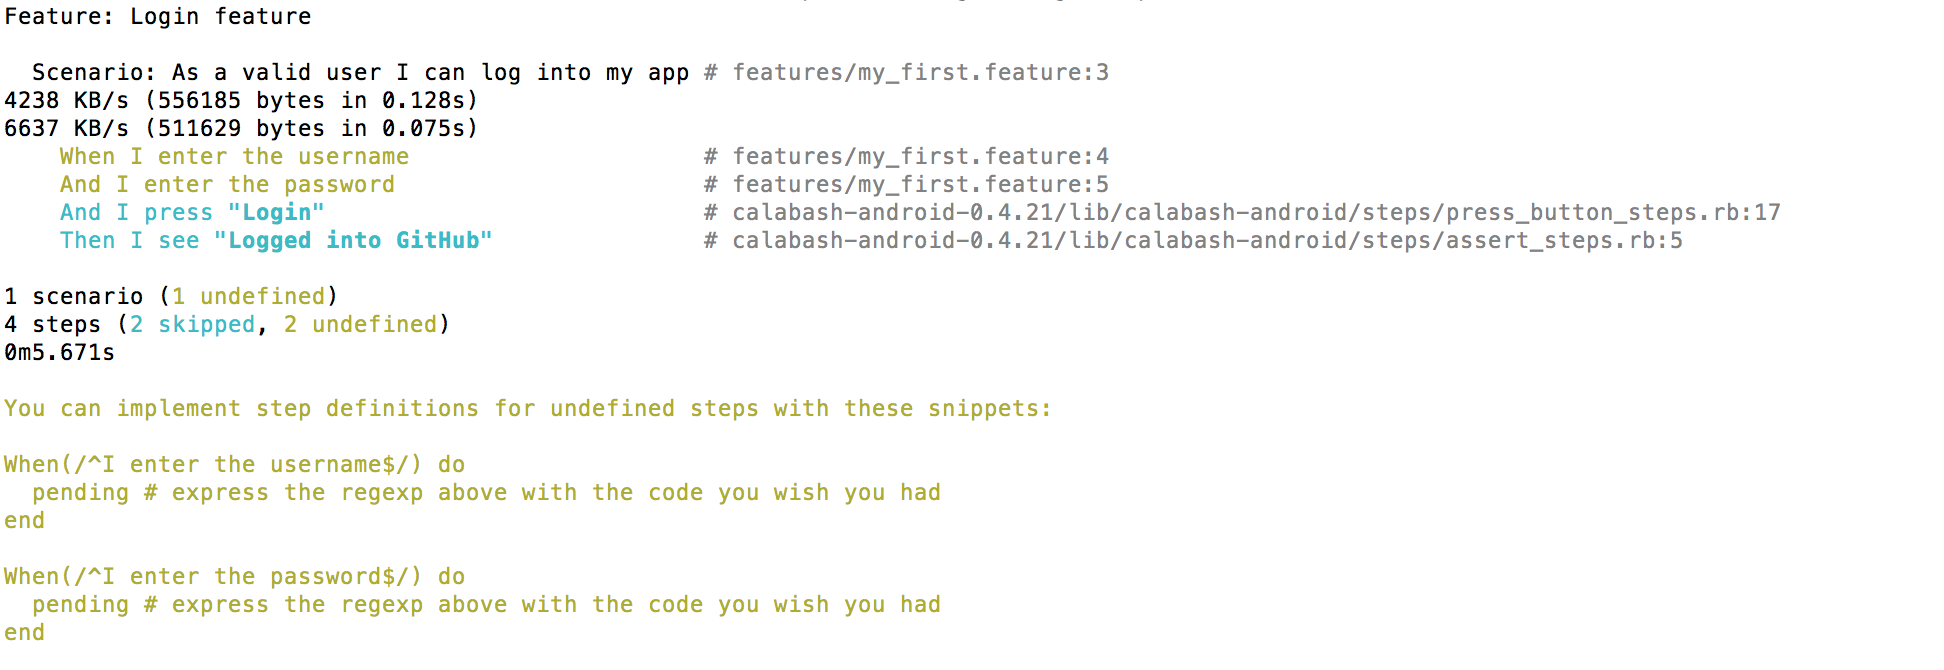 Feature: Login feature
Scenario: As a valid user I can log into my app # features/my_first.feature:3
4238 KB/s (556185 bytes in 0.128s)
6637 KB/s (511629 bytes in 0.075s)
When I enter the username # features/my_first.feature:4
And I enter the password # features/my_first.feature:5
And I press "Login" # calabash-android-0.4.21/lib/calabash-android/steps/press_button_steps.rb:17
Then I see "Logged into GitHub" # calabash-android-0.4.21/lib/calabash-android/steps/assert_steps.rb:5
1 scenario (1 undefined)
4 steps (2 skipped, 2 undefined)
0m5.671s
You can implement step definitions for undefined steps with these snippets:
When(/^I enter the username$/) do
pending # express the regexp above with the code you wish you had
end
When(/^I enter the password$/) do
pending # express the regexp above with the code you wish you had
end